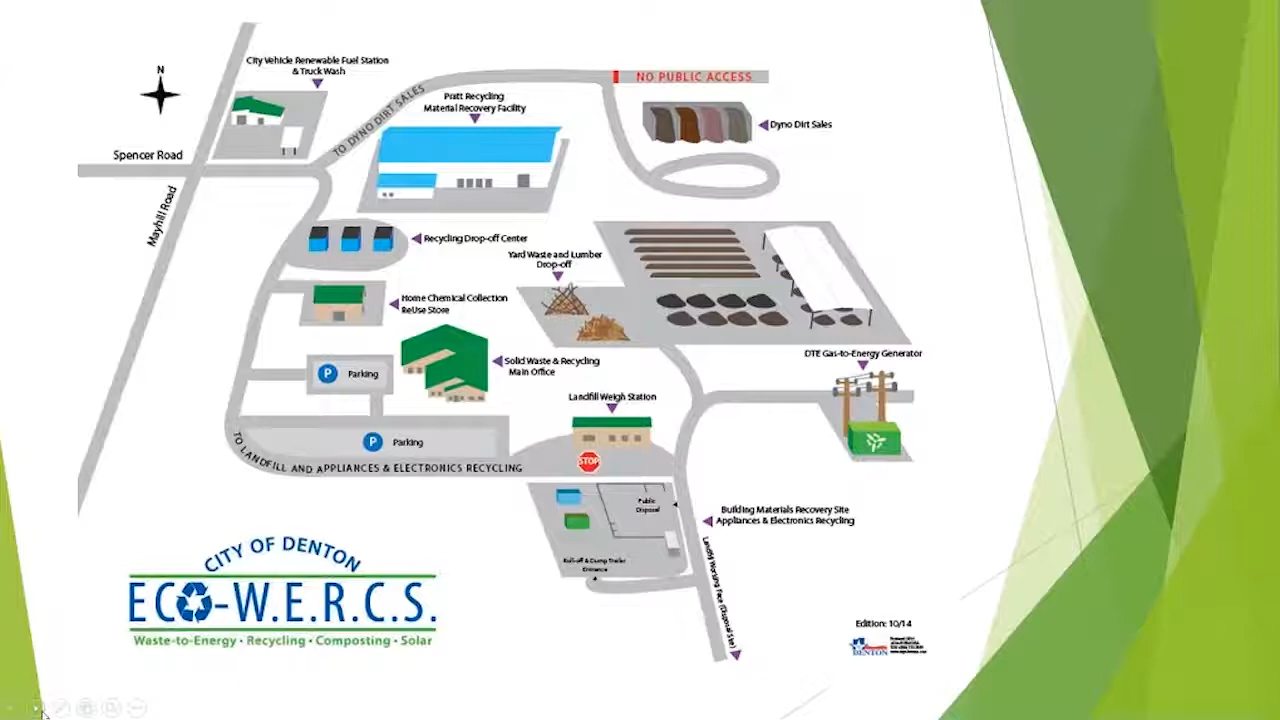 City Vehicle Renewable Fuel Station
& Truck Wash
N
NO PUBLIC ACCESS
TO DYNO DIRT SALES
Pratt Recycling
Material Recovery Facility
Dyno Dirt Sales
Spencer Road
Mayhill Road
Recycling Drop-off Center
Yard Waste and Lumber
Drop-off
Home Chemical Collection
ReUse Store
DTE Gas-to-Energy Generator
Solid Waste & Recycling
Main Office
P Parking
Landfill Weigh Station
P Parking
STOP
TO LANDFILL AND APPLIANCES & ELECTRONICS RECYCLING
Public
Disposal
Building Materials Recovery Site
Appliances & Electronics Recycling
Roll-off & Dump Trailer
Entrance
Landfill Working Face (Disposal Site)
CITY OF DENTON
ECO-W.E.R.C.S.
Waste-to-Energy · Recycling · Composting · Solar
Edition: 10/14
DENTON